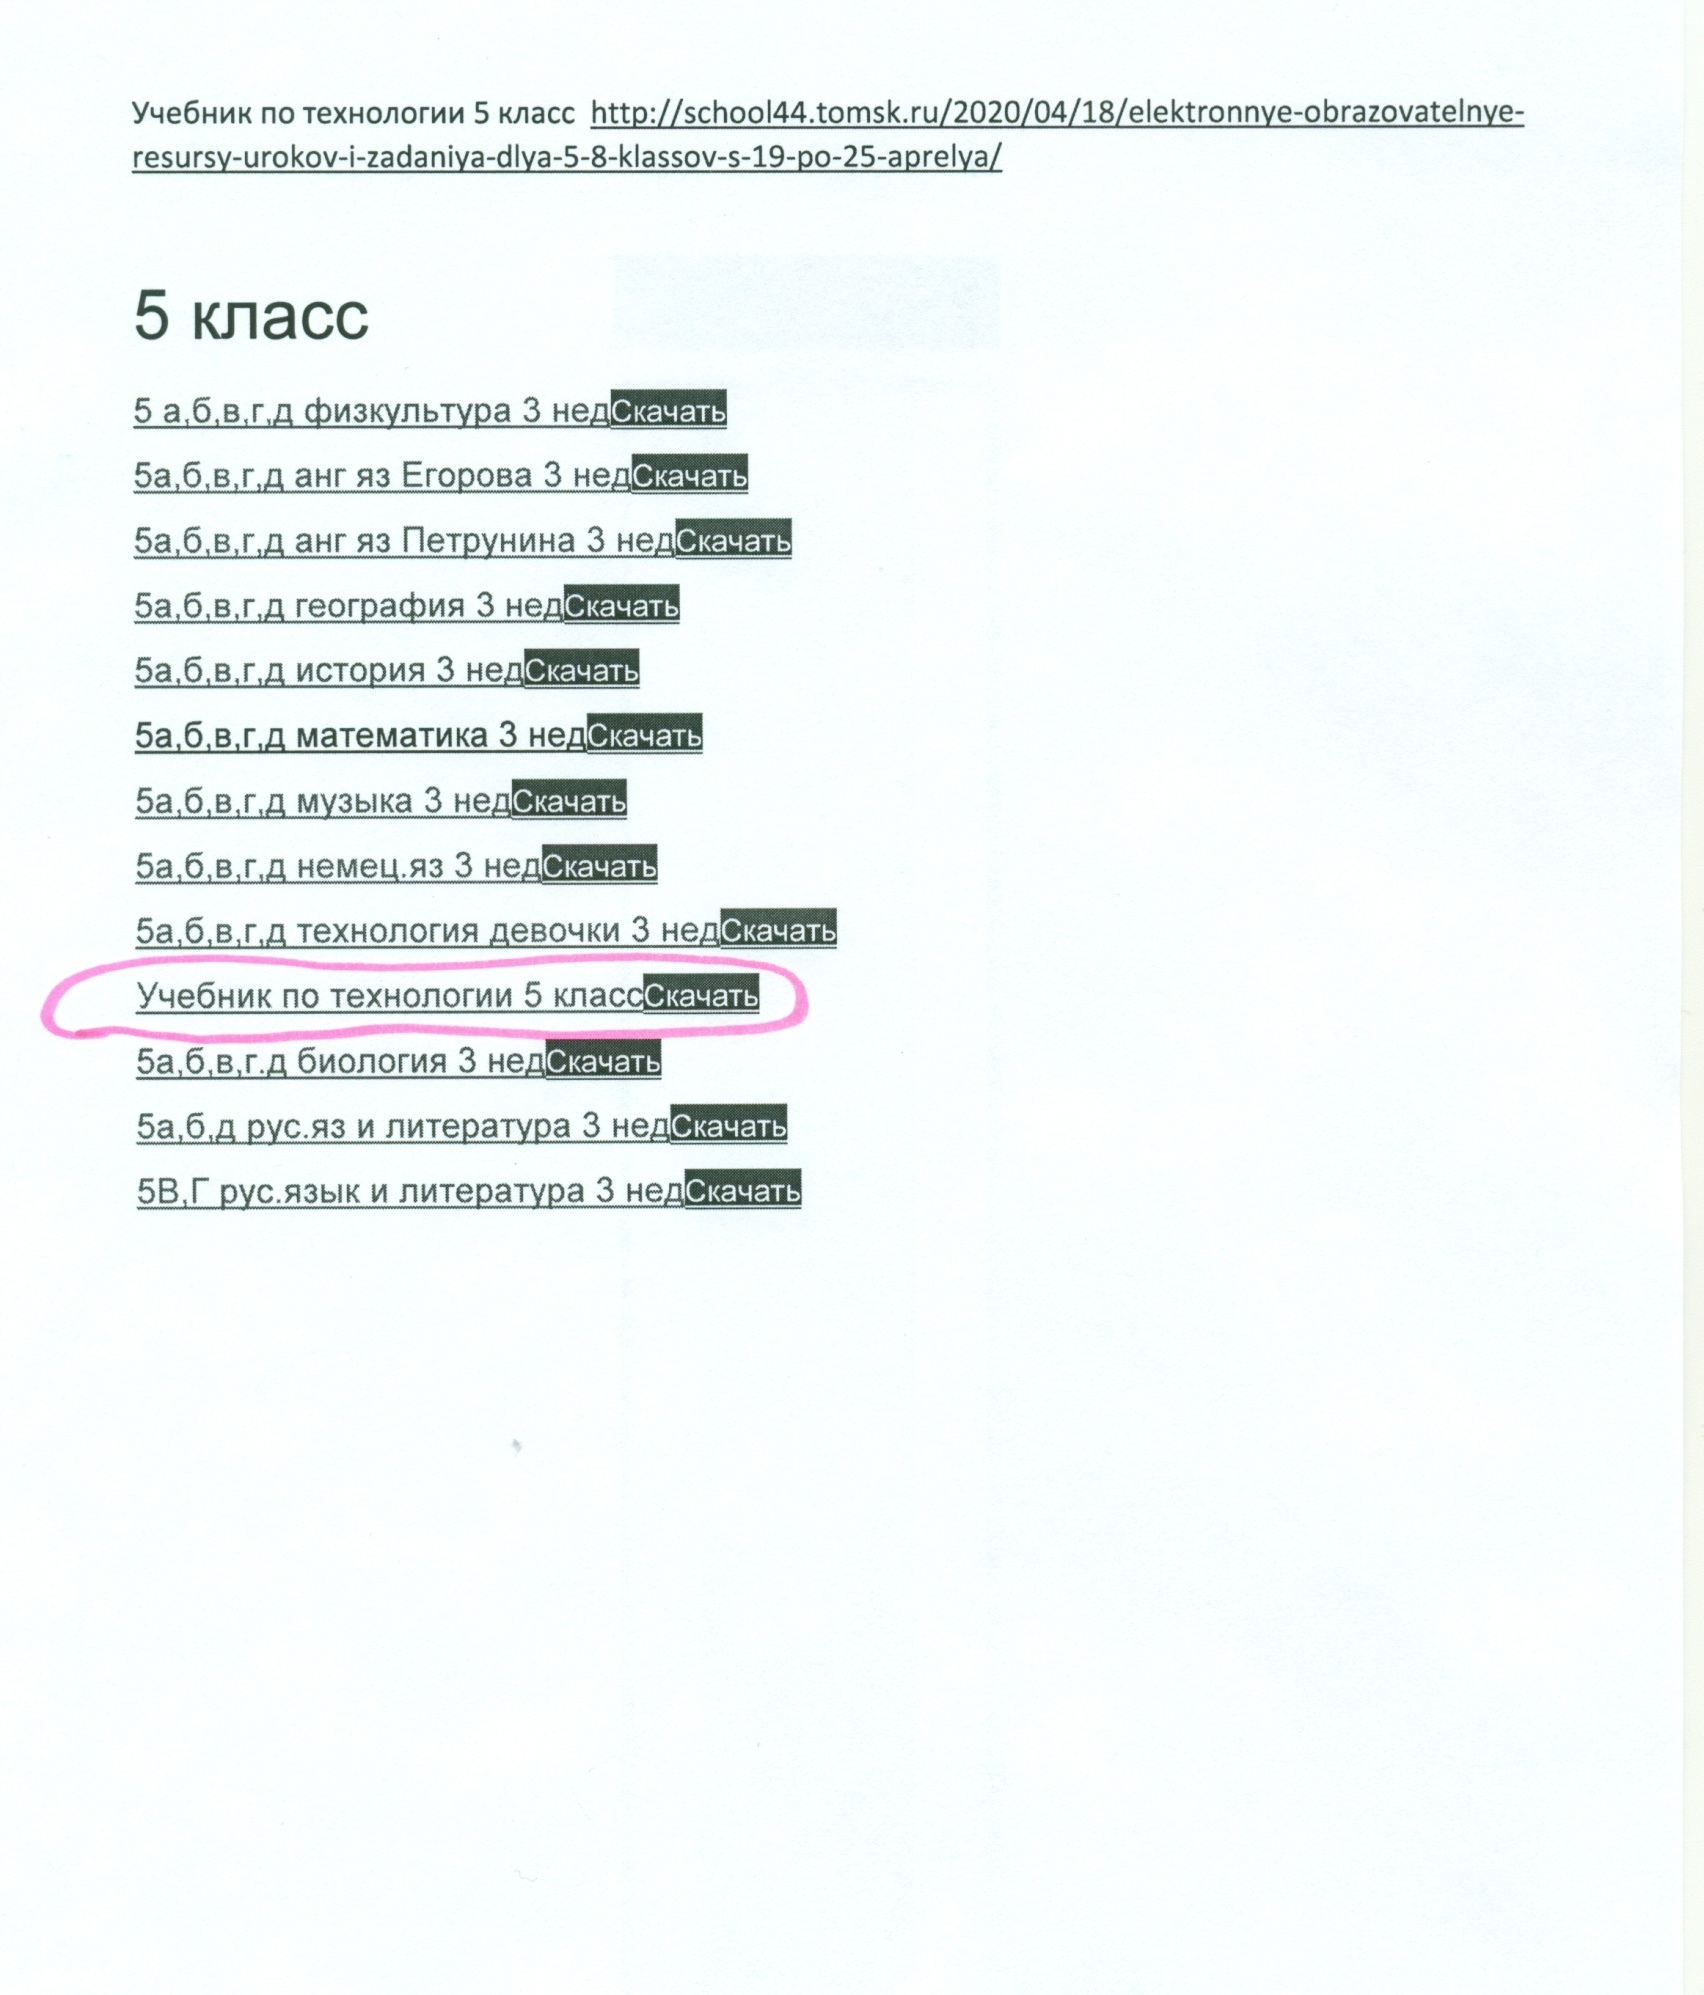 Учебник по технологии 5 класс http://school44.tomsk.ru/2020/04/18/elektronnye-obrazovatelnye-
resursy-urokov-i-zadaniya-dlya-5-8-klassov-s-19-po-25-aprelya/
5 класс
5 а,б,в,г,д физкультура 3 недСкачать
5а,б,в,г,д анг яз Егорова 3 недСкачать
5а,б,в,г,д анг яз Петрунина 3 недСкачать
5а,б,в,г,д география 3 недСкачать
5а,б,в,г,д история 3 недСкачать
5а,б,в,г,д математика 3 недСкачать
5а,б,в,г,д музыка 3 недСкачать
5а,б,в,г,д немец.яз 3 недСкачать
5а,б,в,г,д технология девочки 3 недСкачать
Учебник по технологии 5 классСкачать
5а,б,в,г.д биология 3 недСкачать
5а,б,д рус.яз и литература 3 недСкачать
5В,Г рус.язык и литература 3 недСкачать